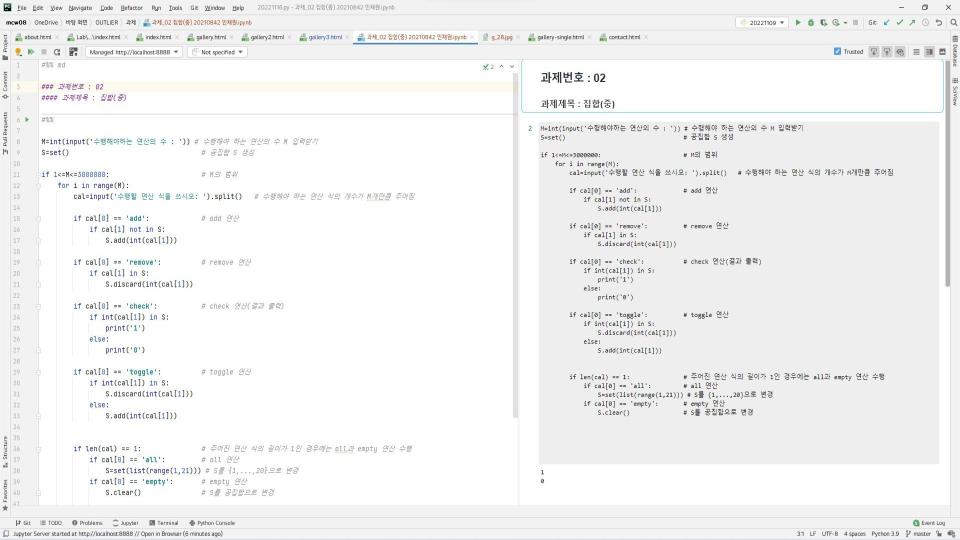 File Edit View Navigate Code Refactor Run Tools Git Window Help
mcw08 OneDrive 바탕 화면 OUTLIER 과제 과제_02 집합(중) 20210842 민채원.ipynb
20221109
Git:
about.html Lab\...\index.html index.html gallery.html gallery2.html gallery3.html 과제_02 집합(중) 20210842 민채원.ipynb g_28.jpg gallery-single.html contact.html
Managed: http://localhost:8888 Not specified Trusted
Project
Commit
Pull Requests
Structure
Favorites
Database
SciView
1 #%% md
2
3 ### 과제번호 : 02
4 #### 과제제목 : 집합(중)
5
6 #%%
7
8 M=int(input('수행해야하는 연산의 수 : ')) # 수행해야 하는 연산의 수 M 입력받기
9 S=set() # 공집합 S 생성
10
11 if 1<=M<=3000000: # M의 범위
12 for i in range(M):
13 cal=input('수행할 연산 식을 쓰시오: ').split() # 수행해야 하는 연산 식의 개수가 M개만큼 주어짐
14
15 if cal[0] == 'add': # add 연산
16 if cal[1] not in S:
17 S.add(int(cal[1]))
18
19 if cal[0] == 'remove': # remove 연산
20 if cal[1] in S:
21 S.discard(int(cal[1]))
22
23 if cal[0] == 'check': # check 연산(결과 출력)
24 if int(cal[1]) in S:
25 print('1')
26 else:
27 print('0')
28
29 if cal[0] == 'toggle': # toggle 연산
30 if int(cal[1]) in S:
31 S.discard(int(cal[1]))
32 else:
33 S.add(int(cal[1]))
34
35
36 if len(cal) == 1: # 주어진 연산 식의 길이가 1인 경우에는 all과 empty 연산 수행
37 if cal[0] == 'all': # all 연산
38 S=set(list(range(1,21))) # S를 {1,...,20}으로 변경
39 if cal[0] == 'empty': # empty 연산
40 S.clear() # S를 공집합으로 변경
41
2
과제번호 : 02
과제제목 : 집합(중)
2 M=int(input('수행해야하는 연산의 수 : ')) # 수행해야 하는 연산의 수 M 입력받기
S=set() # 공집합 S 생성
if 1<=M<=3000000: # M의 범위
for i in range(M):
cal=input('수행할 연산 식을 쓰시오: ').split() # 수행해야 하는 연산 식의 개수가 M개만큼 주어짐
if cal[0] == 'add': # add 연산
if cal[1] not in S:
S.add(int(cal[1]))
if cal[0] == 'remove': # remove 연산
if cal[1] in S:
S.discard(int(cal[1]))
if cal[0] == 'check': # check 연산(결과 출력)
if int(cal[1]) in S:
print('1')
else:
print('0')
if cal[0] == 'toggle': # toggle 연산
if int(cal[1]) in S:
S.discard(int(cal[1]))
else:
S.add(int(cal[1]))
if len(cal) == 1: # 주어진 연산 식의 길이가 1인 경우에는 all과 empty 연산 수행
if cal[0] == 'all': # all 연산
S=set(list(range(1,21))) # S를 {1,...,20}으로 변경
if cal[0] == 'empty': # empty 연산
S.clear() # S를 공집합으로 변경
1
0
Git TODO Problems Jupyter Terminal Python Console Event Log
Jupyter Server started at http://localhost:8888 // Open in Browser (6 minutes ago) 3:1 LF UTF-8 4 spaces Python 3.9 master